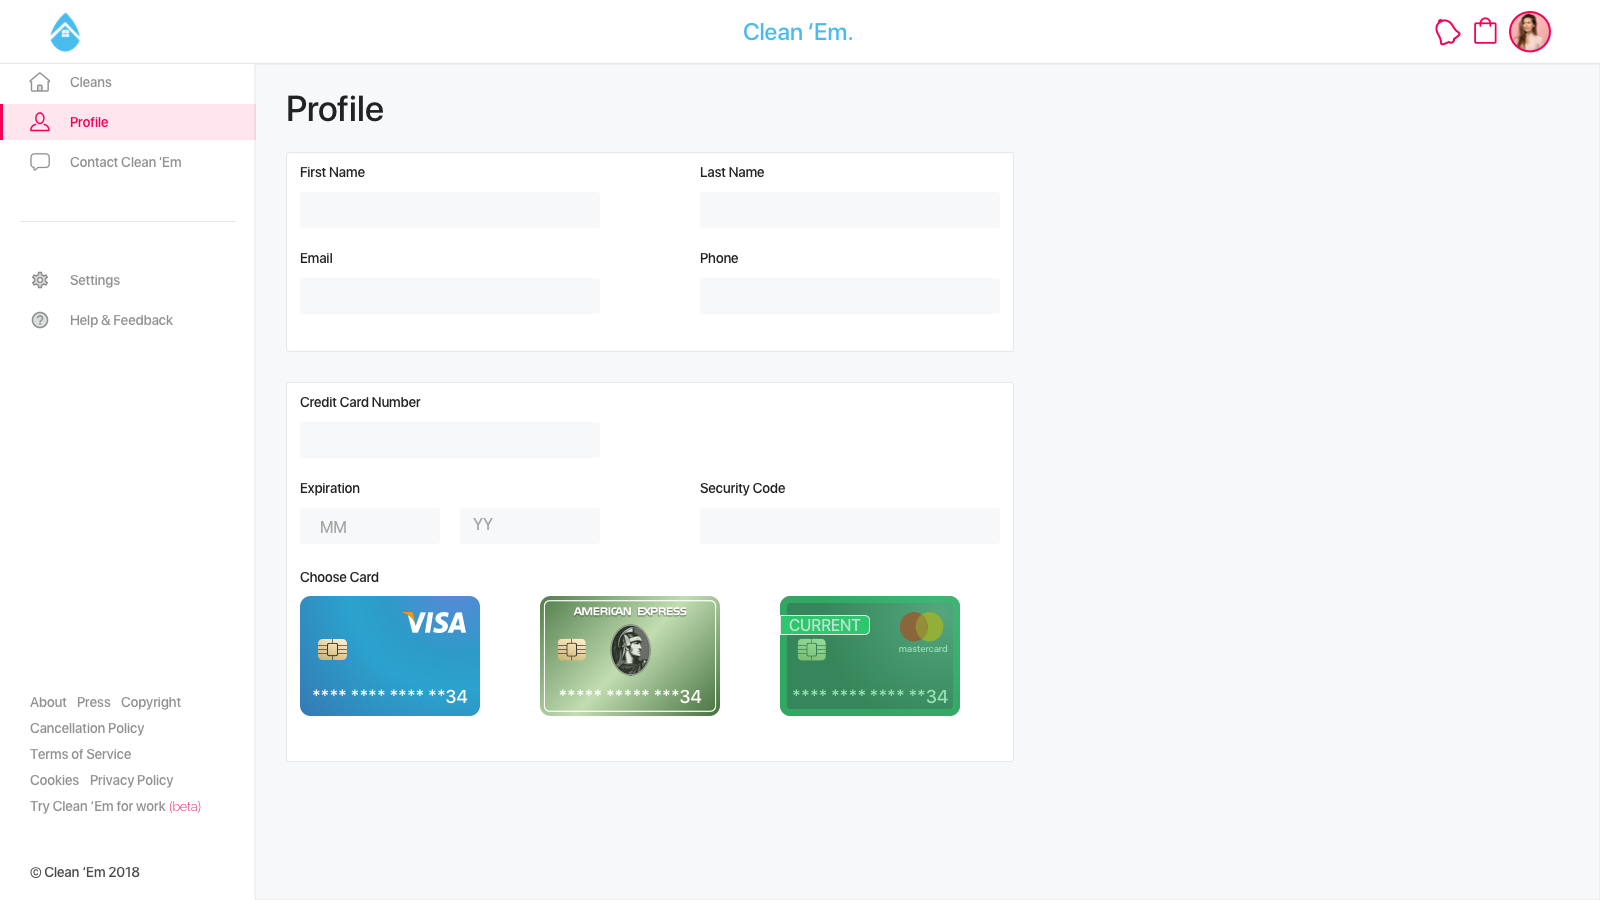 Clean ‘Em.
Cleans
Profile
Contact Clean ‘Em
Settings
Help & Feedback
About Press Copyright
Cancellation Policy
Terms of Service
Cookies Privacy Policy
Try Clean ‘Em for work (beta)
© Clean ‘Em 2018
Profile
First Name Last Name
Email Phone
Credit Card Number
Expiration Security Code
MM YY
Choose Card
VISA
**** **** **** **34
AMERICAN EXPRESS
***** ***** ***34
CURRENT
mastercard
**** **** **** **34